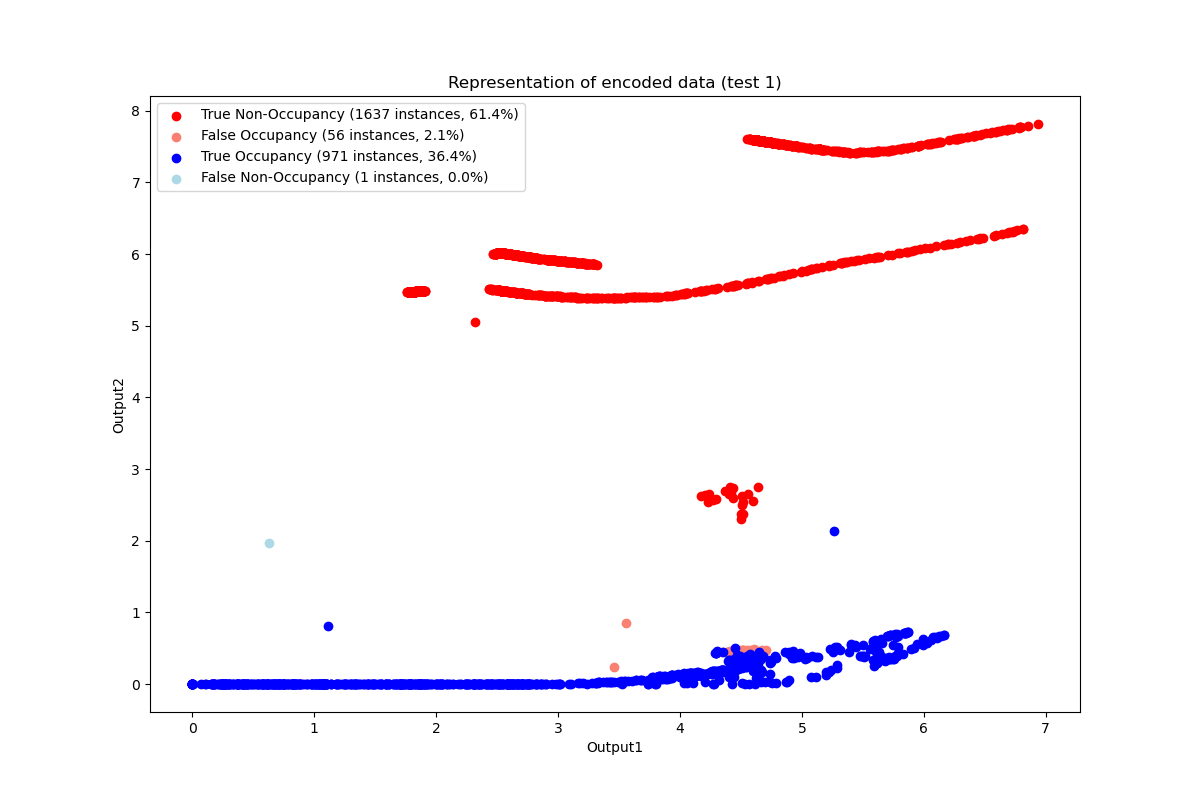 Representation of encoded data (test 1)
True Non-Occupancy (1637 instances, 61.4%)
False Occupancy (56 instances, 2.1%)
True Occupancy (971 instances, 36.4%)
False Non-Occupancy (1 instances, 0.0%)
8
7
6
5
4
3
2
1
0
Output2
0 1 2 3 4 5 6 7
Output1